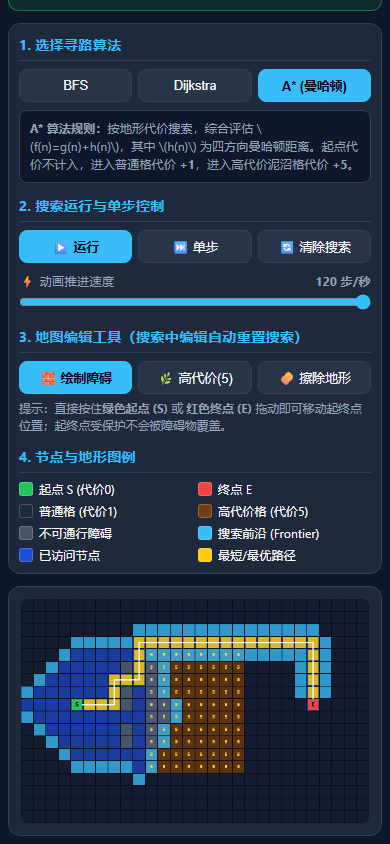 1. 选择寻路算法
BFS
Dijkstra
A* (曼哈顿)
A* 算法规则：按地形代价搜索，综合评估 \
(f(n)=g(n)+h(n)\)，其中 \(h(n)\) 为四方向曼哈顿距离。起点代
价不计入，进入普通格代价 +1，进入高代价泥沼格代价 +5。
2. 搜索运行与单步控制
运行
单步
清除搜索
动画推进速度
120 步/秒
3. 地图编辑工具（搜索中编辑自动重置搜索）
绘制障碍
高代价(5)
擦除地形
提示：直接按住绿色起点 (S) 或 红色终点 (E) 拖动即可移动起终点
位置；起终点受保护不会被障碍物覆盖。
4. 节点与地形图例
起点 S (代价0)
终点 E
普通格 (代价1)
高代价格 (代价5)
不可通行障碍
搜索前沿 (Frontier)
已访问节点
最短/最优路径
S
E